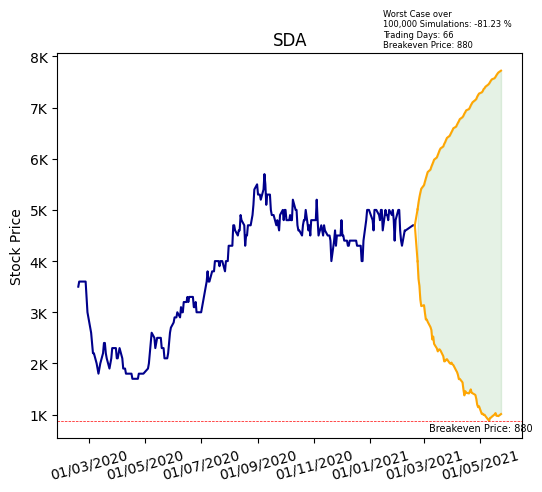 Worst Case over
100,000 Simulations: -81.23 %
Trading Days: 66
Breakeven Price: 880
SDA
8K
7K
6K
5K
4K
3K
2K
1K
Stock Price
Breakeven Price: 880
01/03/2020
01/05/2020
01/07/2020
01/09/2020
01/11/2020
01/01/2021
01/03/2021
01/05/2021